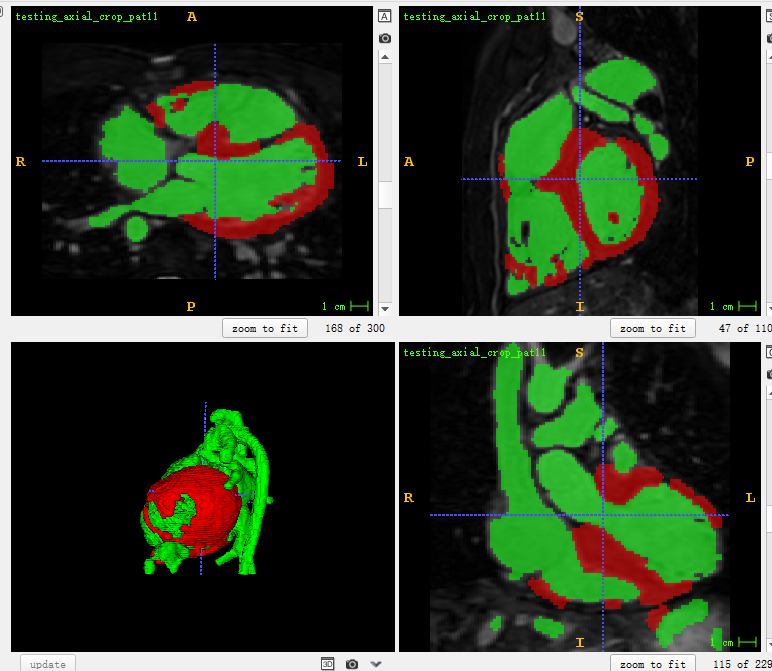 testing_axial_crop_pat11
A
A
R
L
P
1 cm
zoom to fit
168 of 300
testing_axial_crop_pat11
S
A
P
I
1 cm
zoom to fit
47 of 110
update
3D
testing_axial_crop_pat11
S
R
L
I
1 cm
zoom to fit
115 of 229